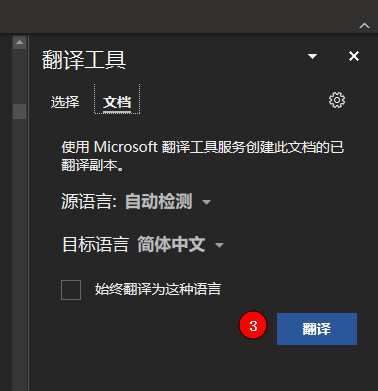 翻译工具
选择 文档
使用 Microsoft 翻译工具服务创建此文档的已
翻译副本。
源语言: 自动检测
目标语言 简体中文
始终翻译为这种语言
3 翻译